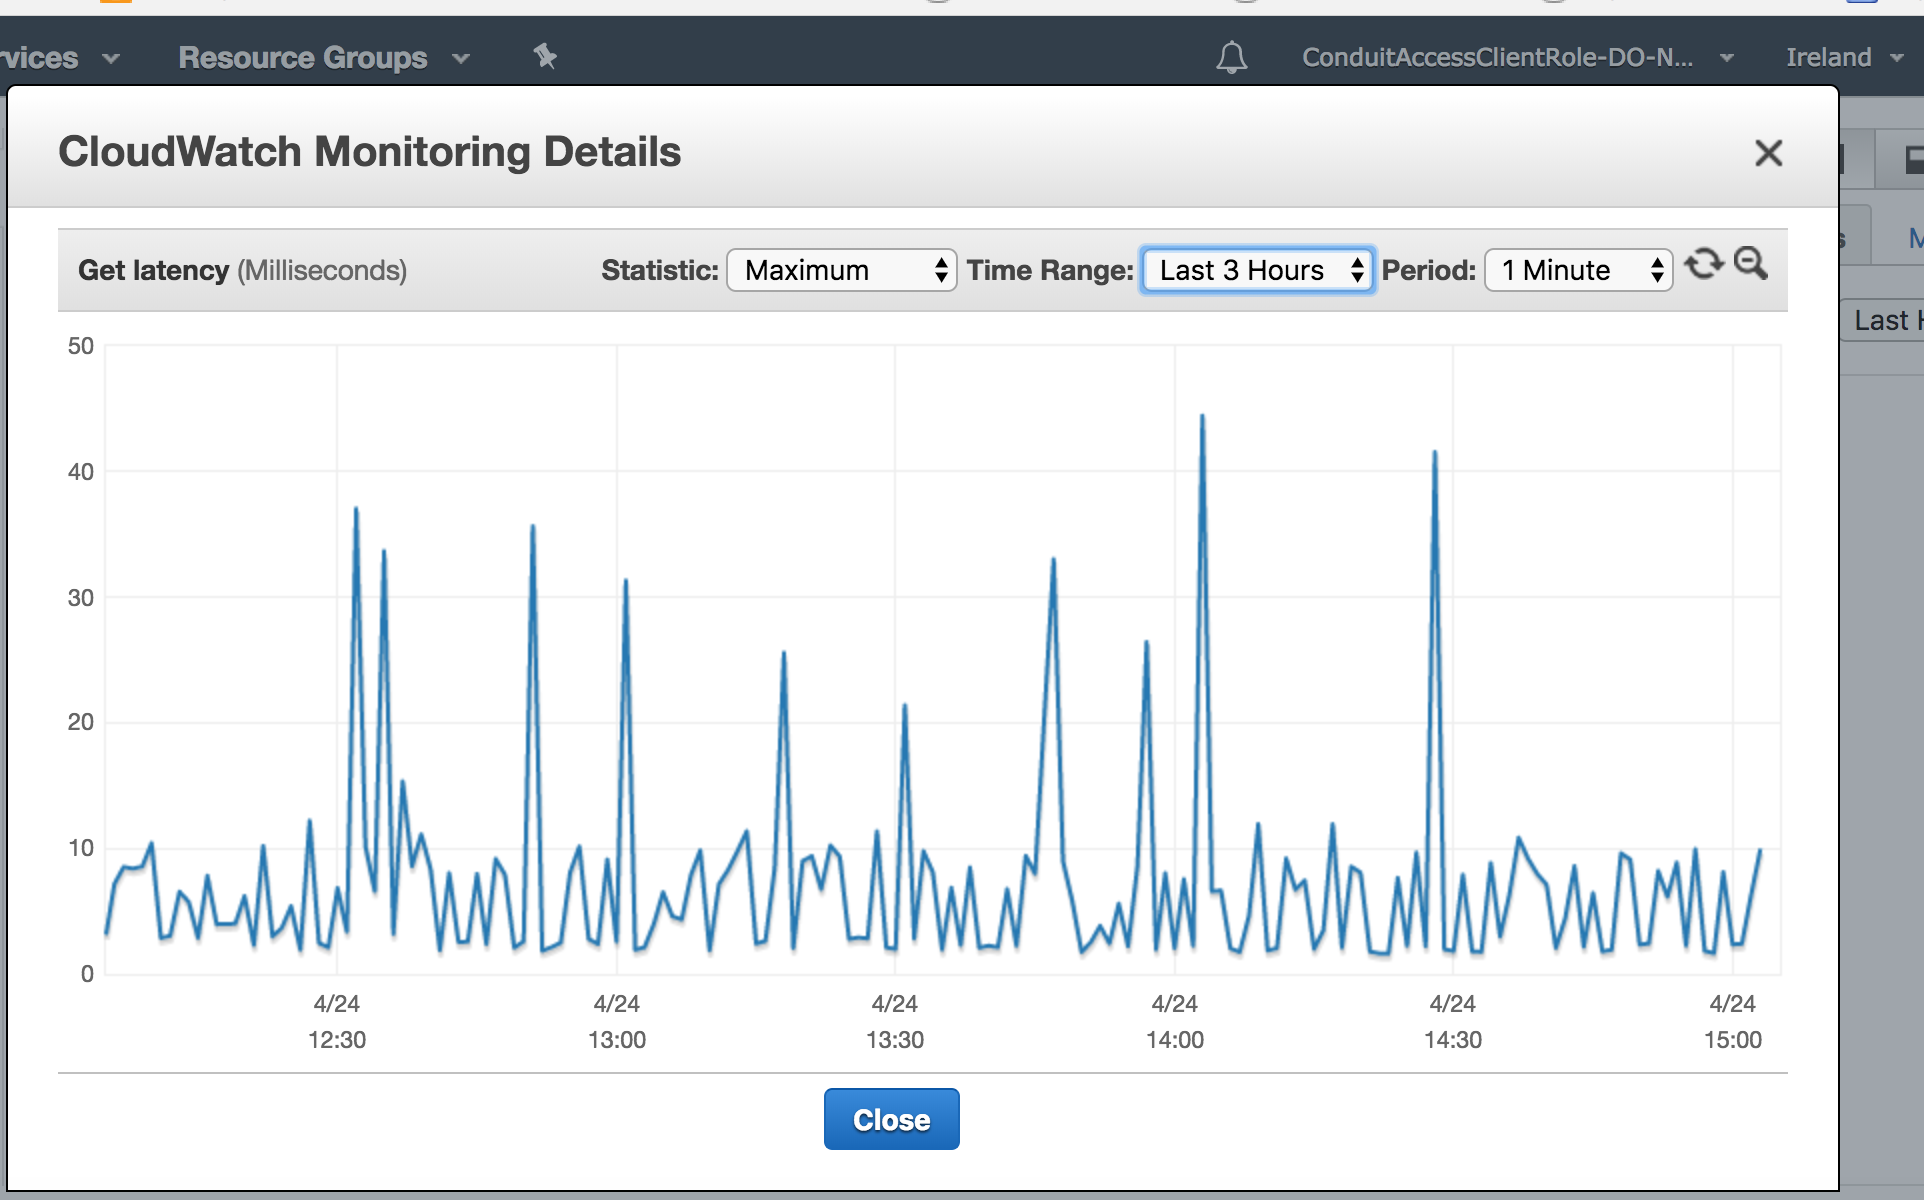 rvices Resource Groups ConduitAccessClientRole-DO-N... Ireland
CloudWatch Monitoring Details
Get latency (Milliseconds) Statistic: Maximum Time Range: Last 3 Hours Period: 1 Minute
Last H
50
40
30
20
10
0
4/24 4/24 4/24 4/24 4/24 4/24
12:30 13:00 13:30 14:00 14:30 15:00
Close